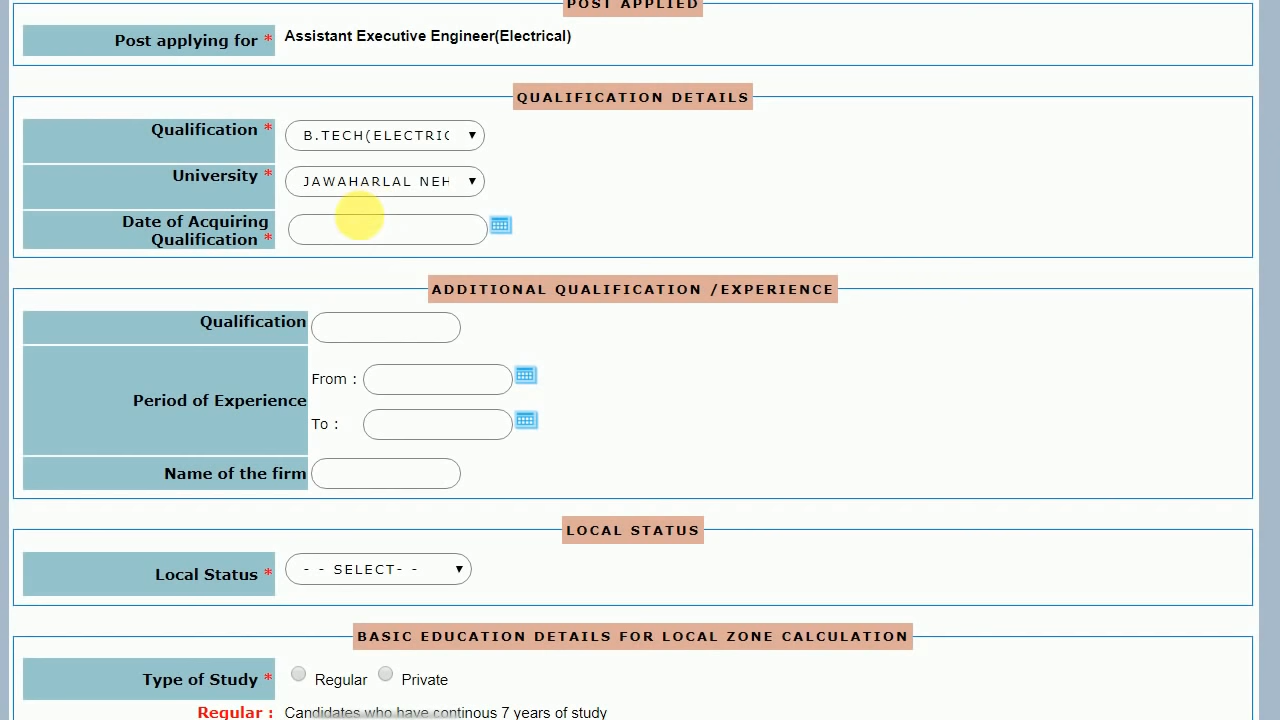 POST APPLIED
Post applying for * Assistant Executive Engineer(Electrical)
QUALIFICATION DETAILS
Qualification * B.TECH(ELECTRIC
University * JAWAHARLAL NEH
Date of Acquiring
Qualification *
ADDITIONAL QUALIFICATION /EXPERIENCE
Qualification
Period of Experience
From :
To :
Name of the firm
LOCAL STATUS
Local Status * - - SELECT- -
BASIC EDUCATION DETAILS FOR LOCAL ZONE CALCULATION
Type of Study * Regular Private
Regular : Candidates who have continous 7 years of study